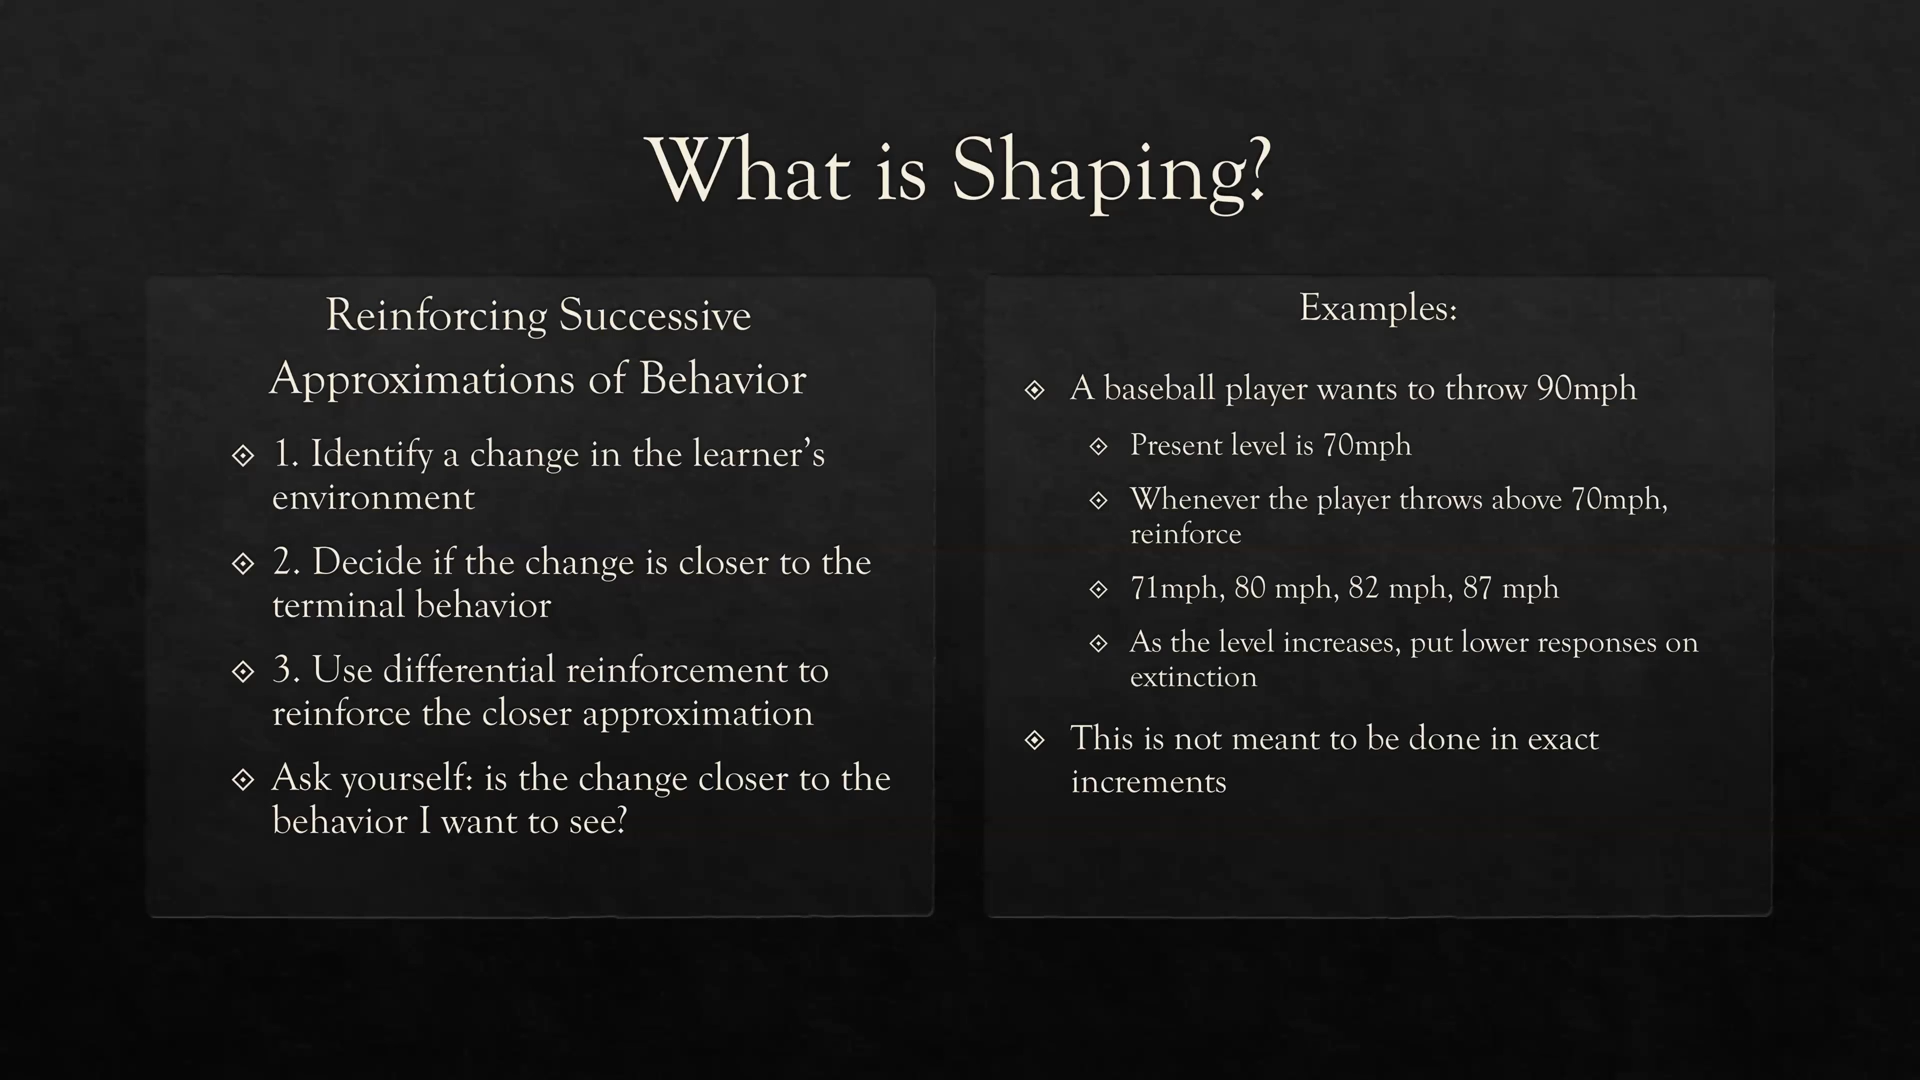 What is Shaping?
Reinforcing Successive
Approximations of Behavior
1. Identify a change in the learner’s
environment
2. Decide if the change is closer to the
terminal behavior
3. Use differential reinforcement to
reinforce the closer approximation
Ask yourself: is the change closer to the
behavior I want to see?
Examples:
A baseball player wants to throw 90mph
Present level is 70mph
Whenever the player throws above 70mph,
reinforce
71mph, 80 mph, 82 mph, 87 mph
As the level increases, put lower responses on
extinction
This is not meant to be done in exact
increments